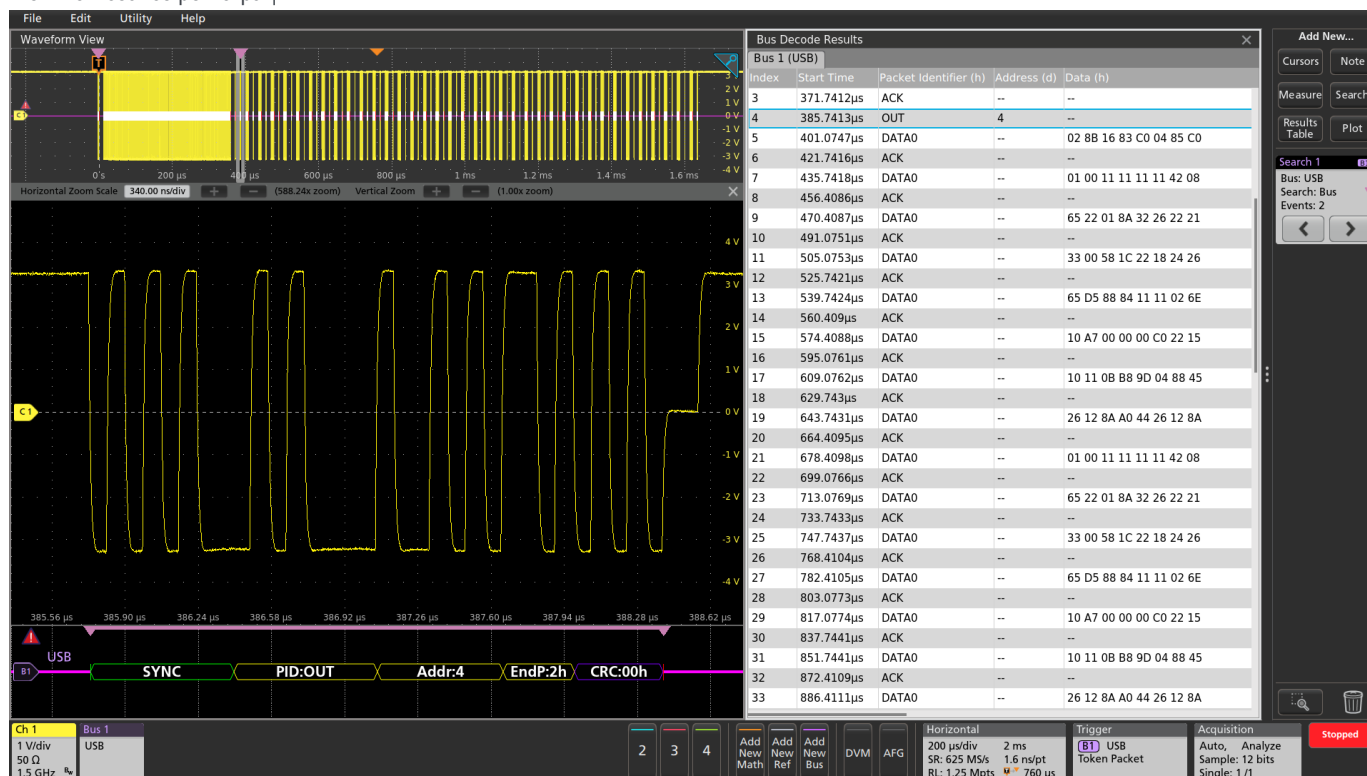 File Edit Utility Help
Waveform View
2 V
1 V
0 V
-1 V
-2 V
-3 V
-4 V
T
C1
0 s 200 µs 600 µs 800 µs 1 ms 1.2 ms 1.4 ms 1.6 ms
Horizontal Zoom Scale 340.00 ns/div + − (588.24x zoom) Vertical Zoom + − (1.00x zoom) ×
4 V
3 V
2 V
1 V
C1 0 V
-1 V
-2 V
-3 V
-4 V
385.56 µs 385.90 µs 386.24 µs 386.58 µs 386.92 µs 387.26 µs 387.60 µs 387.94 µs 388.28 µs 388.62 µs
USB
B1 SYNC PID:OUT Addr:4 EndP:2h CRC:00h
Bus Decode Results ×
Bus 1 (USB)
Index Start Time Packet Identifier (h) Address (d) Data (h)
3 371.7412µs ACK -- --
4 385.7413µs OUT 4 --
5 401.0747µs DATA0 -- 02 8B 16 83 C0 04 85 C0
6 421.7416µs ACK -- --
7 435.7418µs DATA0 -- 01 00 11 11 11 11 42 08
8 456.4086µs ACK -- --
9 470.4087µs DATA0 -- 65 22 01 8A 32 26 22 21
10 491.0751µs ACK -- --
11 505.0753µs DATA0 -- 33 00 58 1C 22 18 24 26
12 525.7421µs ACK -- --
13 539.7424µs DATA0 -- 65 D5 88 84 11 11 02 6E
14 560.409µs ACK -- --
15 574.4088µs DATA0 -- 10 A7 00 00 00 C0 22 15
16 595.0761µs ACK -- --
17 609.0762µs DATA0 -- 10 11 0B B8 9D 04 88 45
18 629.743µs ACK -- --
19 643.7431µs DATA0 -- 26 12 8A A0 44 26 12 8A
20 664.4095µs ACK -- --
21 678.4098µs DATA0 -- 01 00 11 11 11 11 42 08
22 699.0766µs ACK -- --
23 713.0769µs DATA0 -- 65 22 01 8A 32 26 22 21
24 733.7433µs ACK -- --
25 747.7437µs DATA0 -- 33 00 58 1C 22 18 24 26
26 768.4104µs ACK -- --
27 782.4105µs DATA0 -- 65 D5 88 84 11 11 02 6E
28 803.0773µs ACK -- --
29 817.0774µs DATA0 -- 10 A7 00 00 00 C0 22 15
30 837.7441µs ACK -- --
31 851.7441µs DATA0 -- 10 11 0B B8 9D 04 88 45
32 872.4109µs ACK -- --
33 886.4111µs DATA0 -- 26 12 8A A0 44 26 12 8A
Add New...
Cursors Note
Measure Search
Results Table Plot
Search 1
Bus: USB
Search: Bus
Events: 2
Ch 1
1 V/div
50 Ω
1.5 GHz Bw
Bus 1
USB
2 3 4
Add New Math
Add New Ref
Add New Bus
DVM AFG
Horizontal
200 µs/div 2 ms
SR: 625 MS/s 1.6 ns/pt
RL: 1.25 Mpts 760 µs
Trigger
B1 USB
Token Packet
Acquisition
Auto, Analyze
Sample: 12 bits
Single: 1/1
Stopped